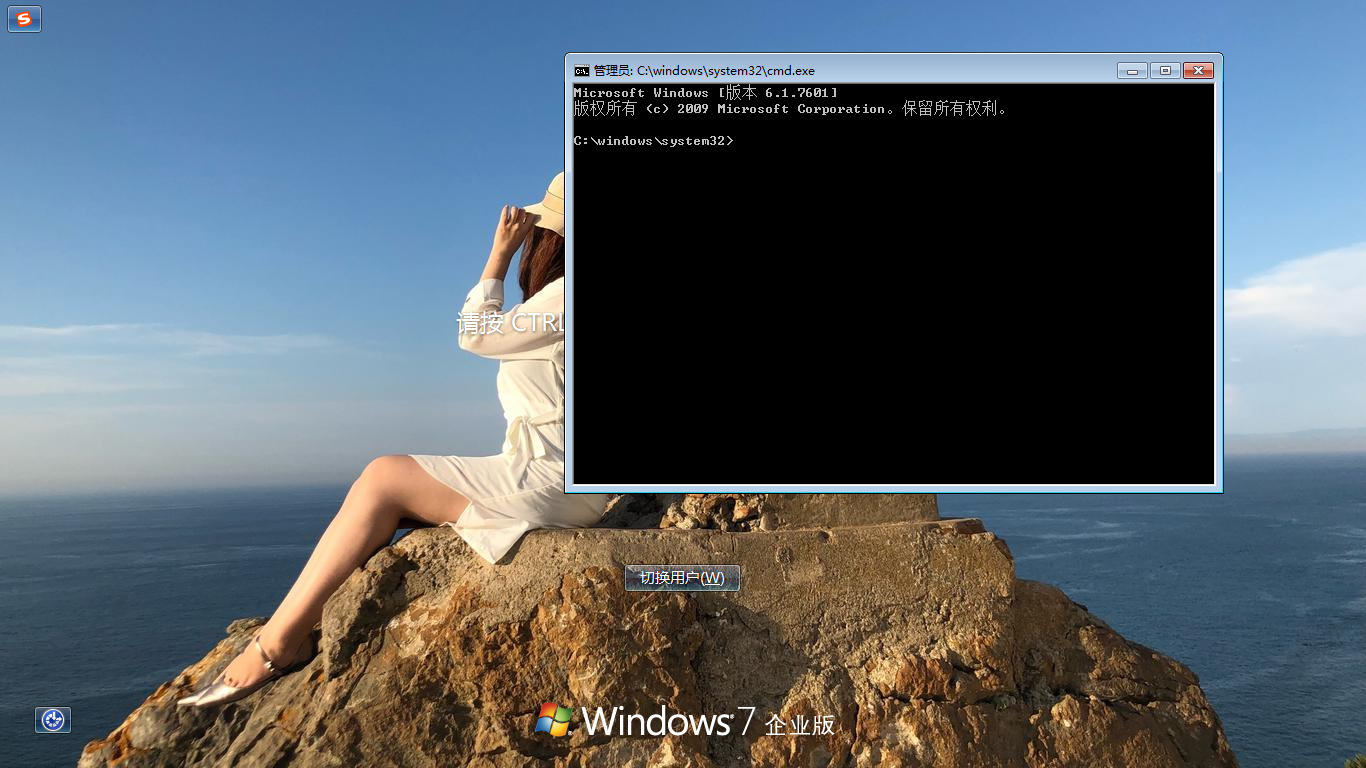 管理员: C:\windows\system32\cmd.exe
Microsoft Windows [版本 6.1.7601]
版权所有 (c) 2009 Microsoft Corporation。保留所有权利。
C:\windows\system32>
请按 CTRL
切换用户(W)
Windows 7 企业版